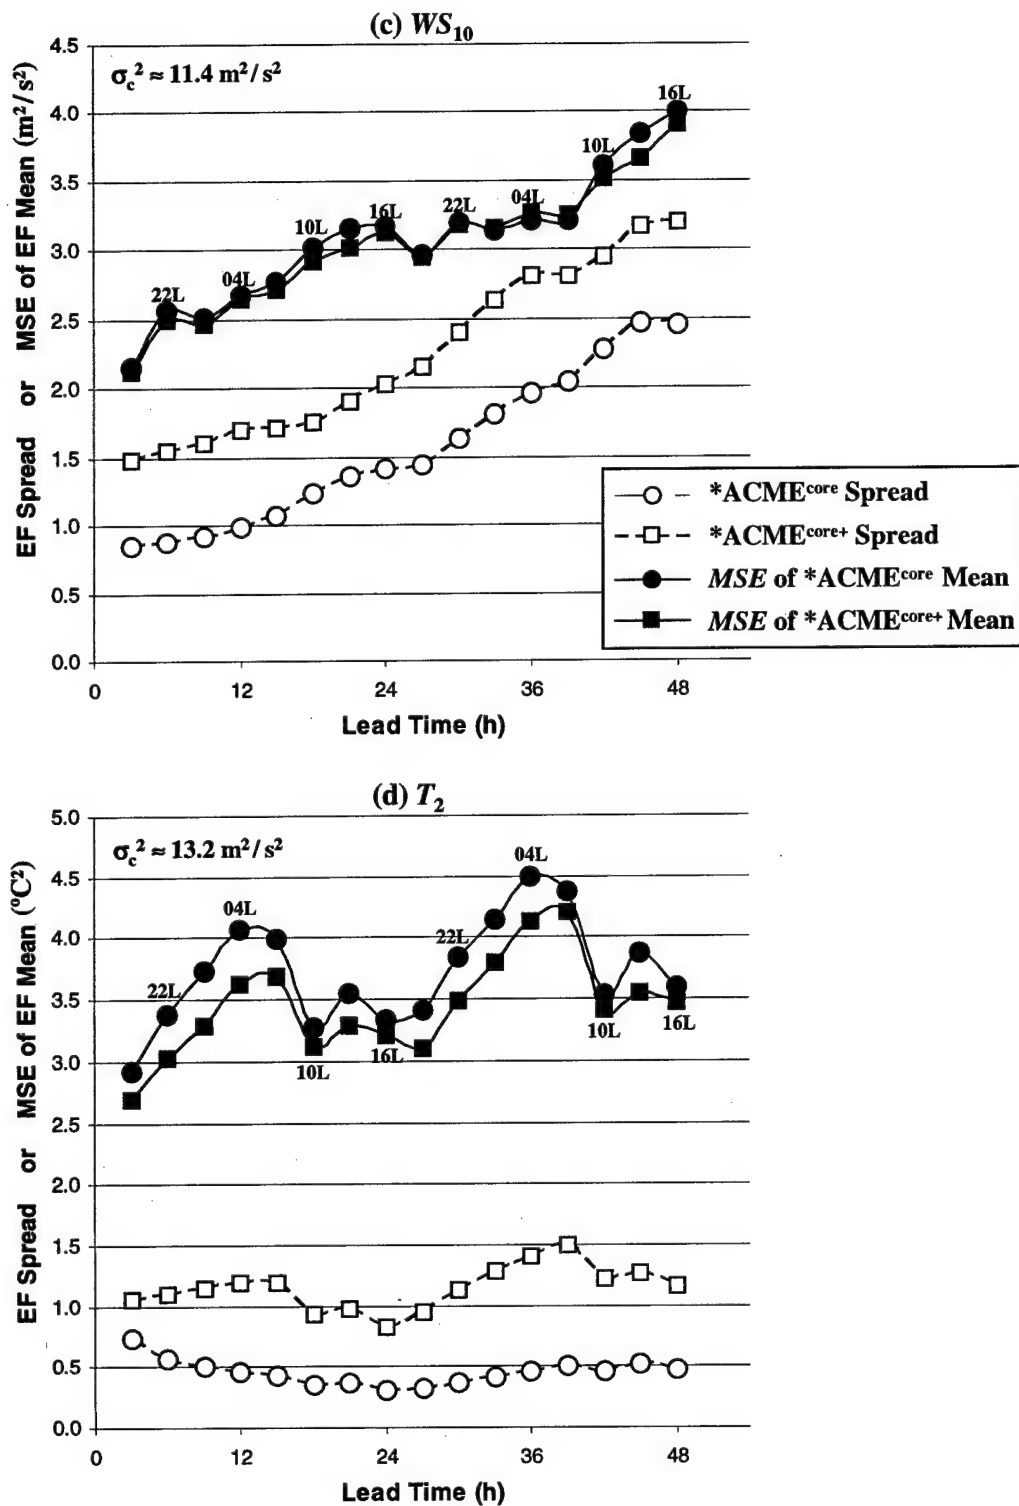 (c) WS₁₀
σc² ≈ 11.4 m²/s²
EF Spread or MSE of EF Mean (m²/s²)
4.5
4.0
3.5
3.0
2.5
2.0
1.5
1.0
0.5
0.0
22L
04L
10L
16L
22L
04L
10L
16L
*ACMEᶜᵒʳᵉ Spread
*ACMEᶜᵒʳᵉ⁺ Spread
MSE of *ACMEᶜᵒʳᵉ Mean
MSE of *ACMEᶜᵒʳᵉ⁺ Mean
0 12 24 36 48
Lead Time (h)
(d) T₂
σc² ≈ 13.2 m²/s²
EF Spread or MSE of EF Mean (ºC²)
5.0
4.5
4.0
3.5
3.0
2.5
2.0
1.5
1.0
0.5
0.0
22L
04L
10L
16L
22L
04L
10L
16L
0 12 24 36 48
Lead Time (h)